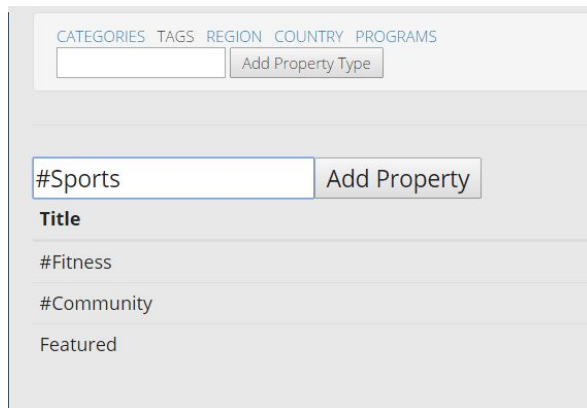 CATEGORIES TAGS REGION COUNTRY PROGRAMS
Add Property Type
#Sports Add Property
Title
#Fitness
#Community
Featured